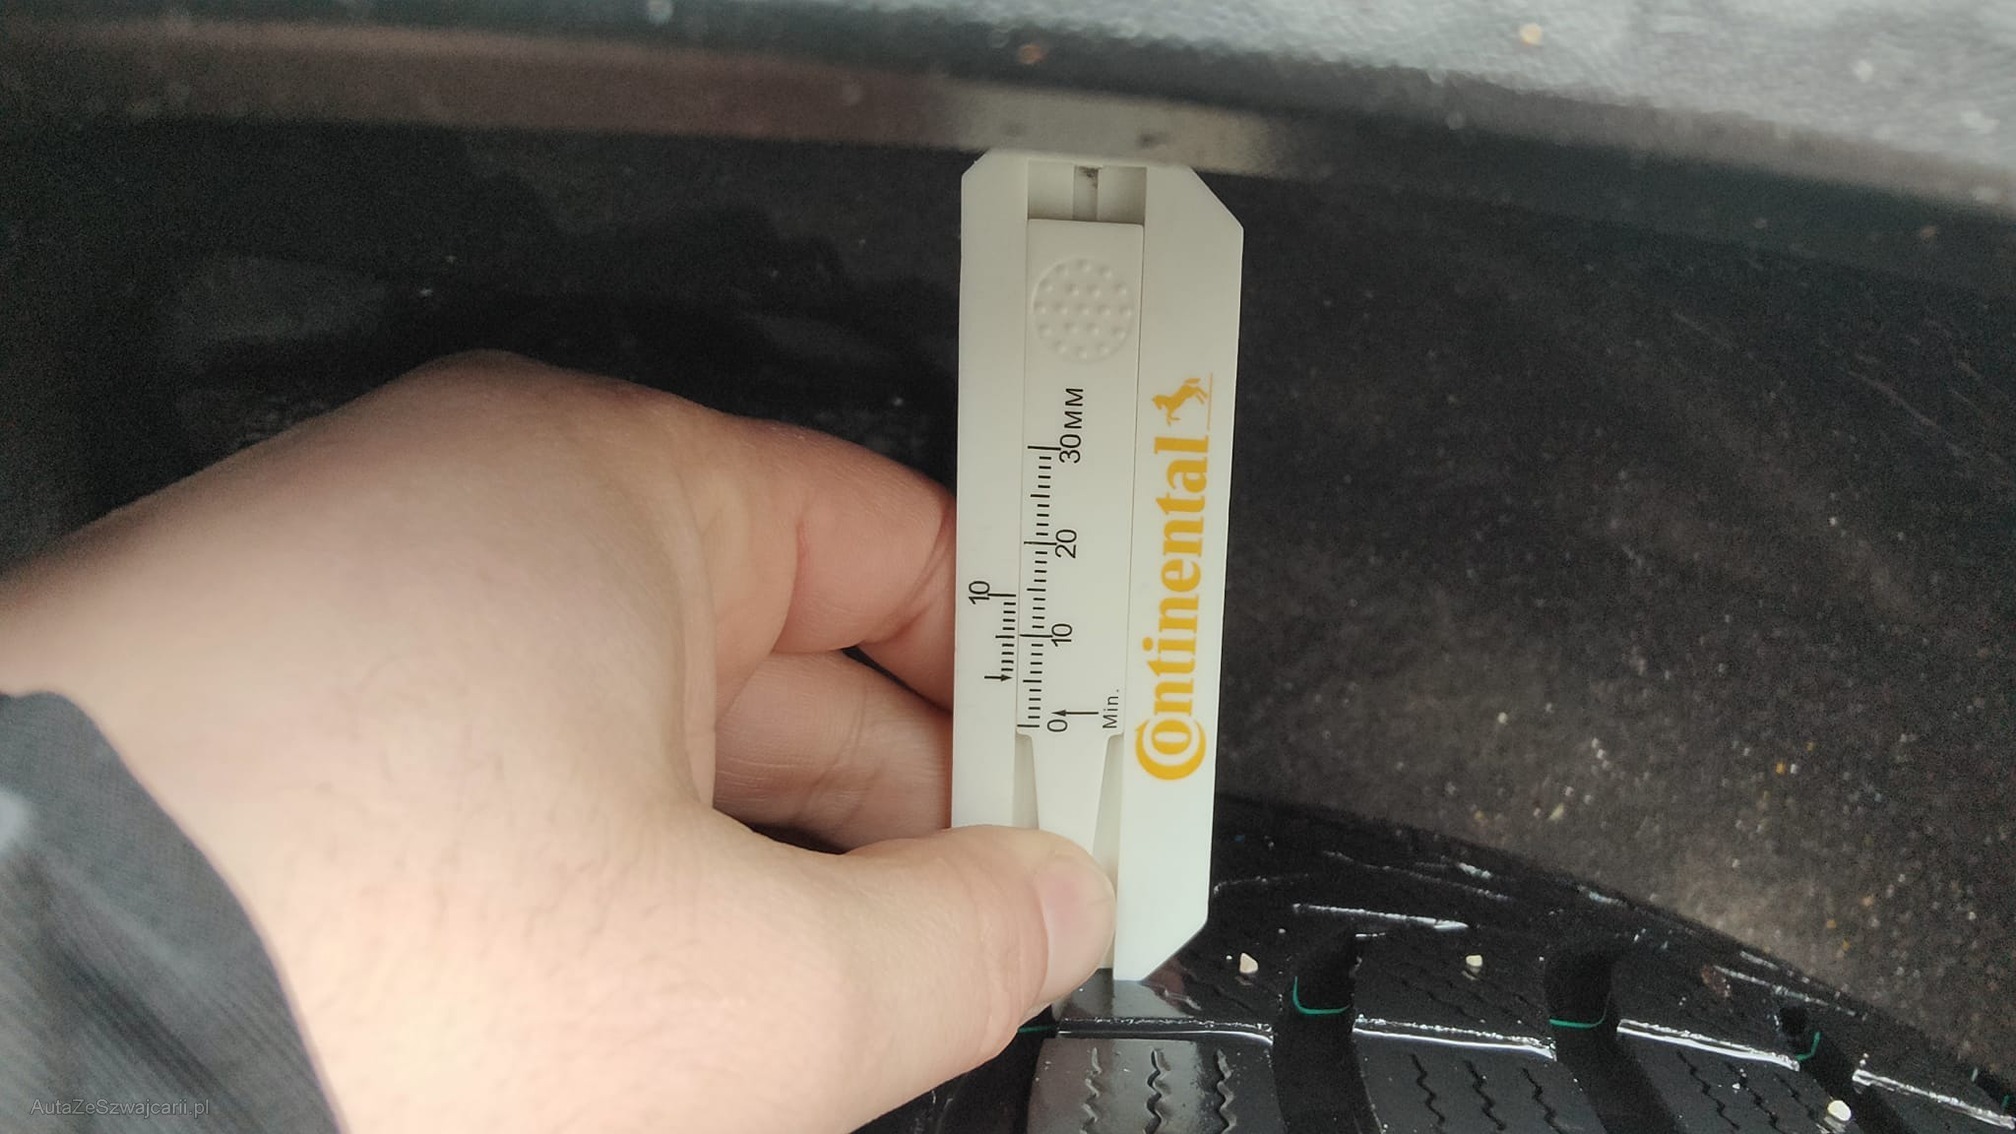 Continental
30MM
20
10
0
10
Min.
AutaZeSzwajcarii.pl